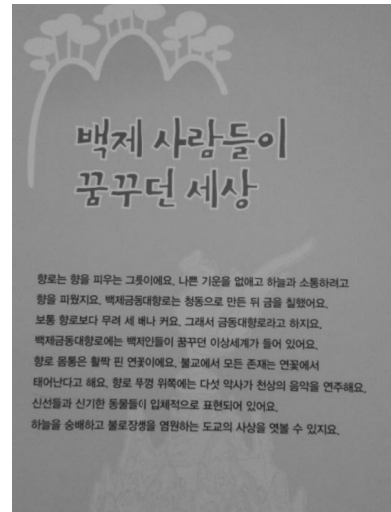 백제 사람들이
꿈꾸던 세상
향로는 향을 피우는 그릇이에요. 나쁜 기운을 없애고 하늘과 소통하려고
향을 피웠지요. 백제금동대향로는 청동으로 만든 뒤 금을 칠했어요.
보통 향로보다 무려 세 배나 커요. 그래서 금동대향로라고 하지요.
백제금동대향로에는 백제인들이 꿈꾸던 이상세계가 들어 있어요.
향로 몸통은 활짝 핀 연꽃이에요. 불교에서 모든 존재는 연꽃에서
태어난다고 해요. 향로 뚜껑 위쪽에는 다섯 악사가 천상의 음악을 연주해요.
신선들과 신기한 동물들이 입체적으로 표현되어 있어요.
하늘을 숭배하고 불로장생을 염원하는 도교의 사상을 엿볼 수 있지요.